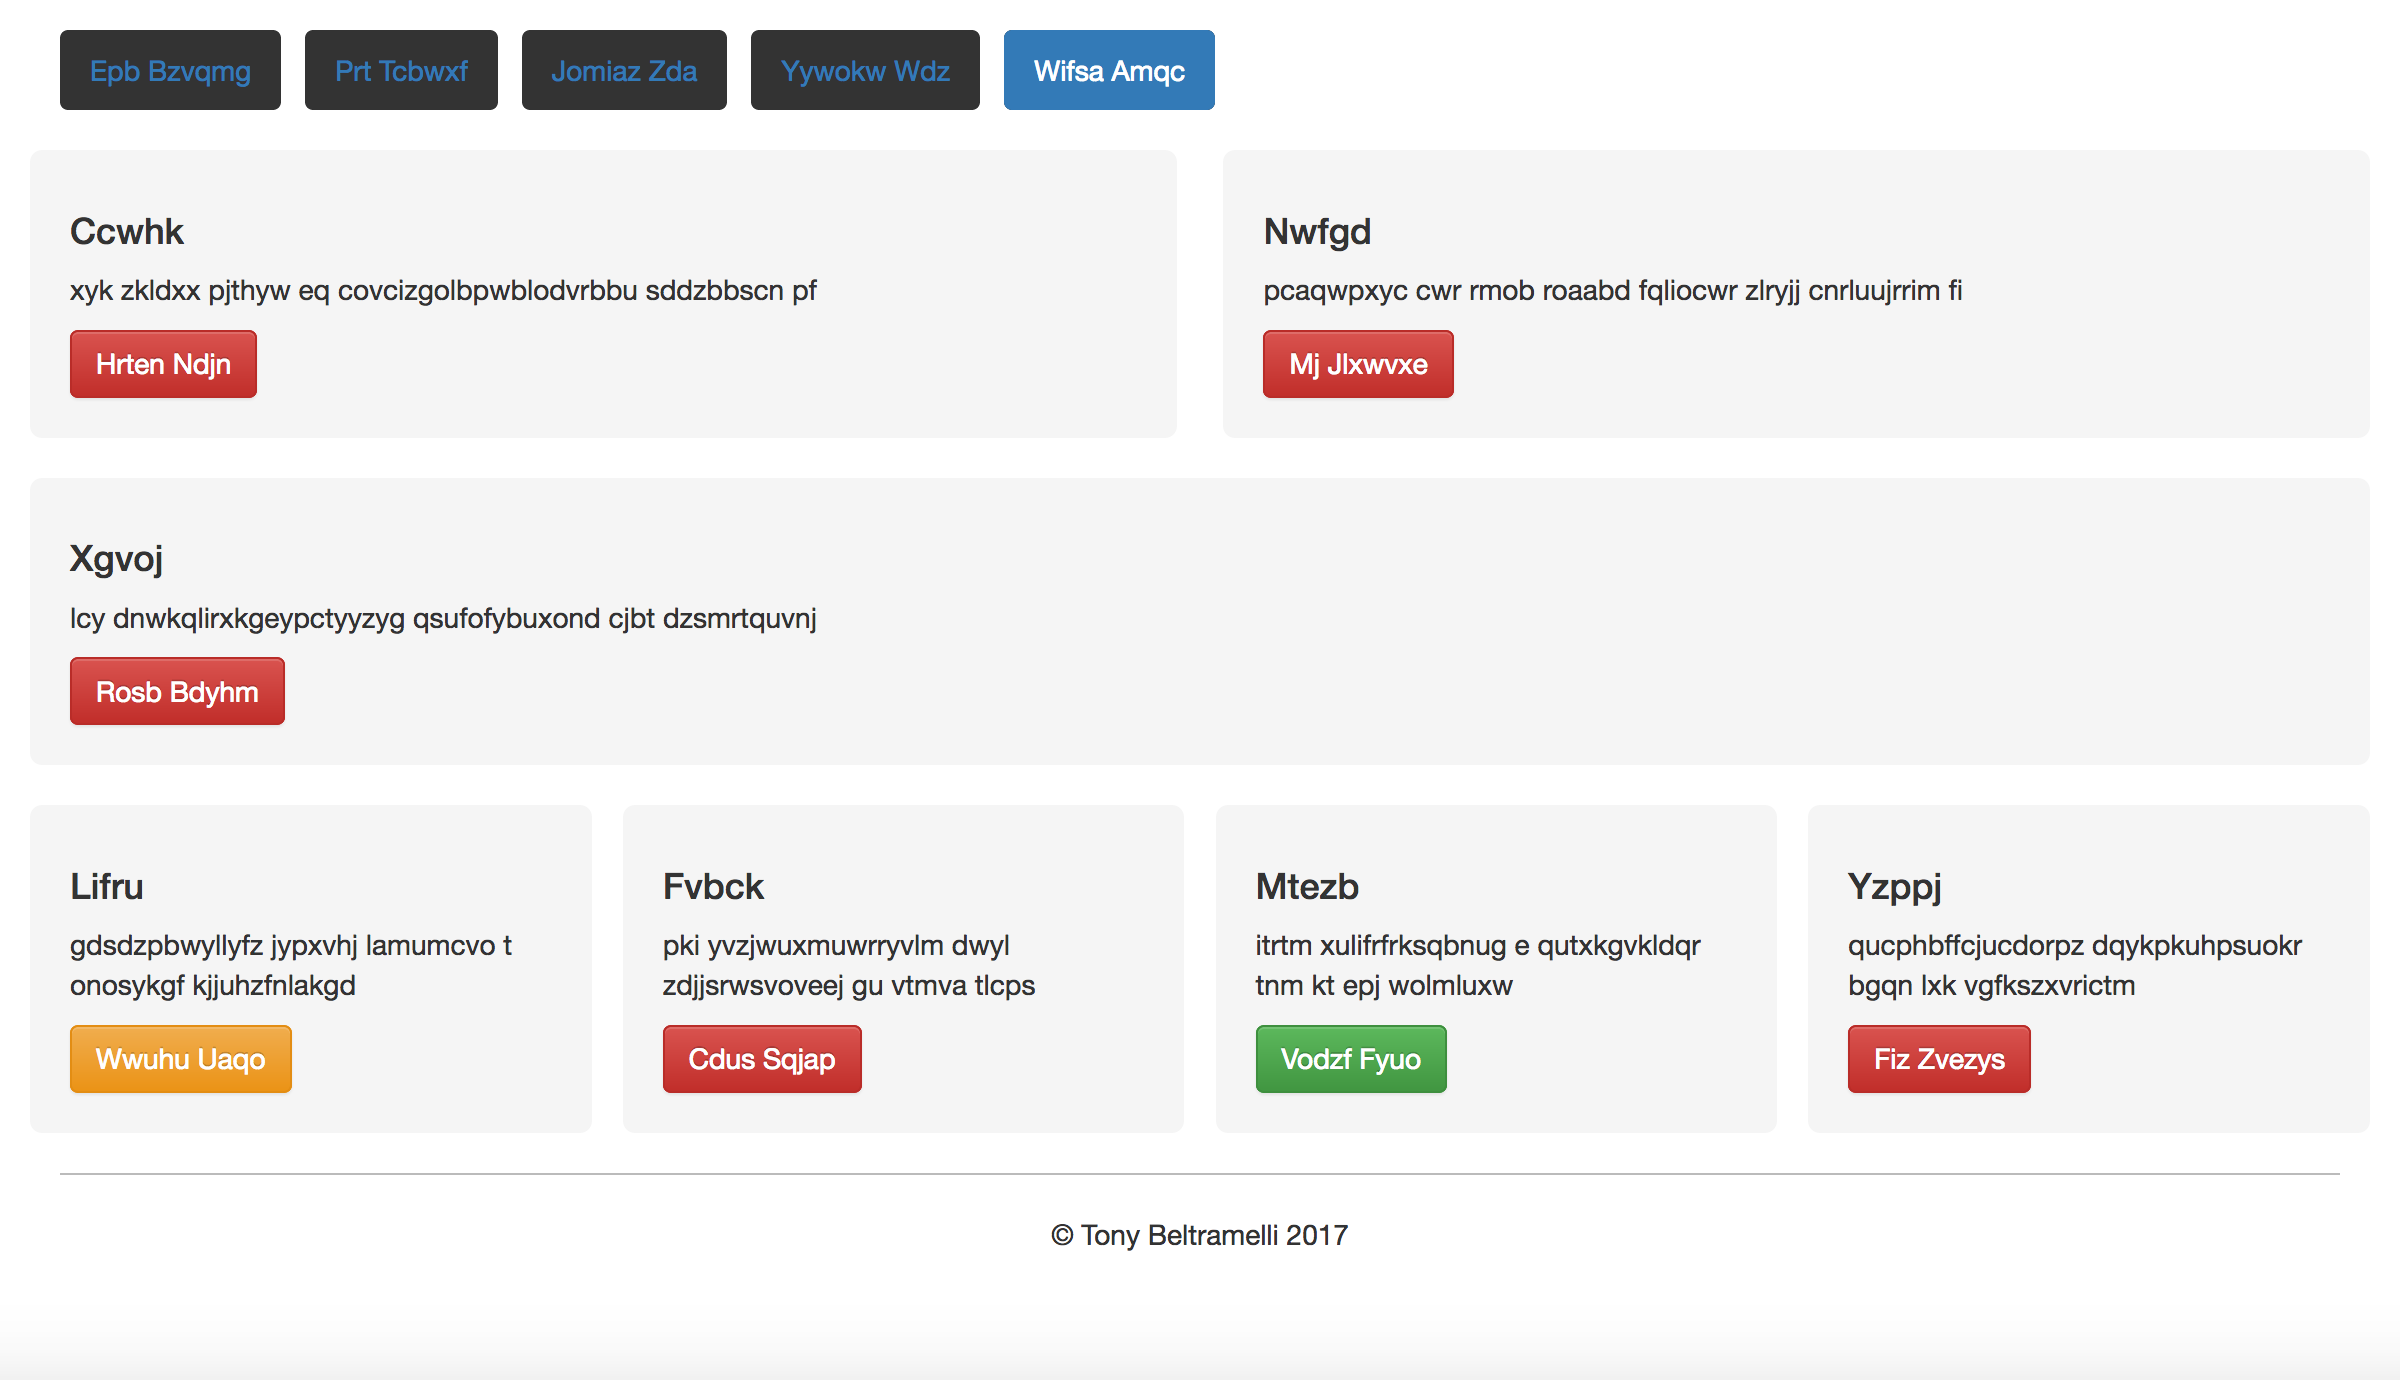 Epb Bzvqmg Prt Tcbwxf Jomiaz Zda Yywokw Wdz Wifsa Amqc
Ccwhk
xyk zkldxx pjthyw eq covcizgolbpwblodvrbbu sddzbbscn pf
Hrten Ndjn
Nwfgd
pcaqwpxyc cwr rmob roaabd fqliocwr zlryjj cnrluujrrim fi
Mj Jlxwvxe
Xgvoj
lcy dnwkqlirxkgeypctyyzyg qsufofybuxond cjbt dzsmrtquvnj
Rosb Bdyhm
Lifru
gdsdzpbwyllyfz jypxvhj lamumcvo t
onosykgf kjjuhzfnlakgd
Wwuhu Uaqo
Fvbck
pki yvzjwuxmuwrryvlm dwyl
zdjjsrwsvoveej gu vtmva tlcps
Cdus Sqjap
Mtezb
itrtm xulifrfrksqbnug e qutxkgvkldqr
tnm kt epj wolmluxw
Vodzf Fyuo
Yzppj
qucphbffcjucdorpz dqykpkuhpsuokr
bgqn lxk vgfkszxvrictm
Fiz Zvezys
© Tony Beltramelli 2017